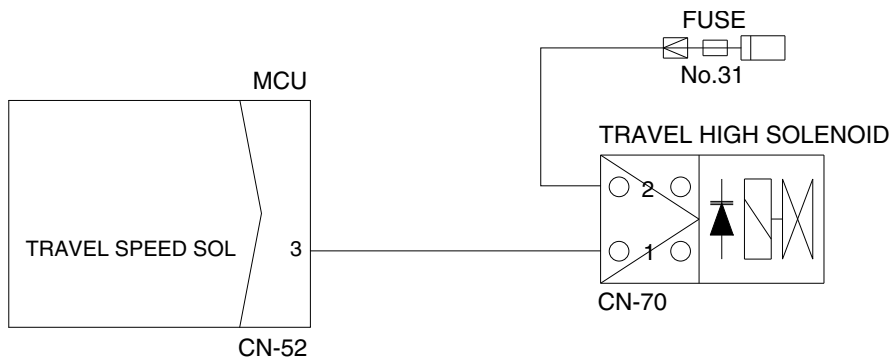 FUSE
No.31
MCU
TRAVEL HIGH SOLENOID
2
TRAVEL SPEED SOL 3
1
CN-70
CN-52